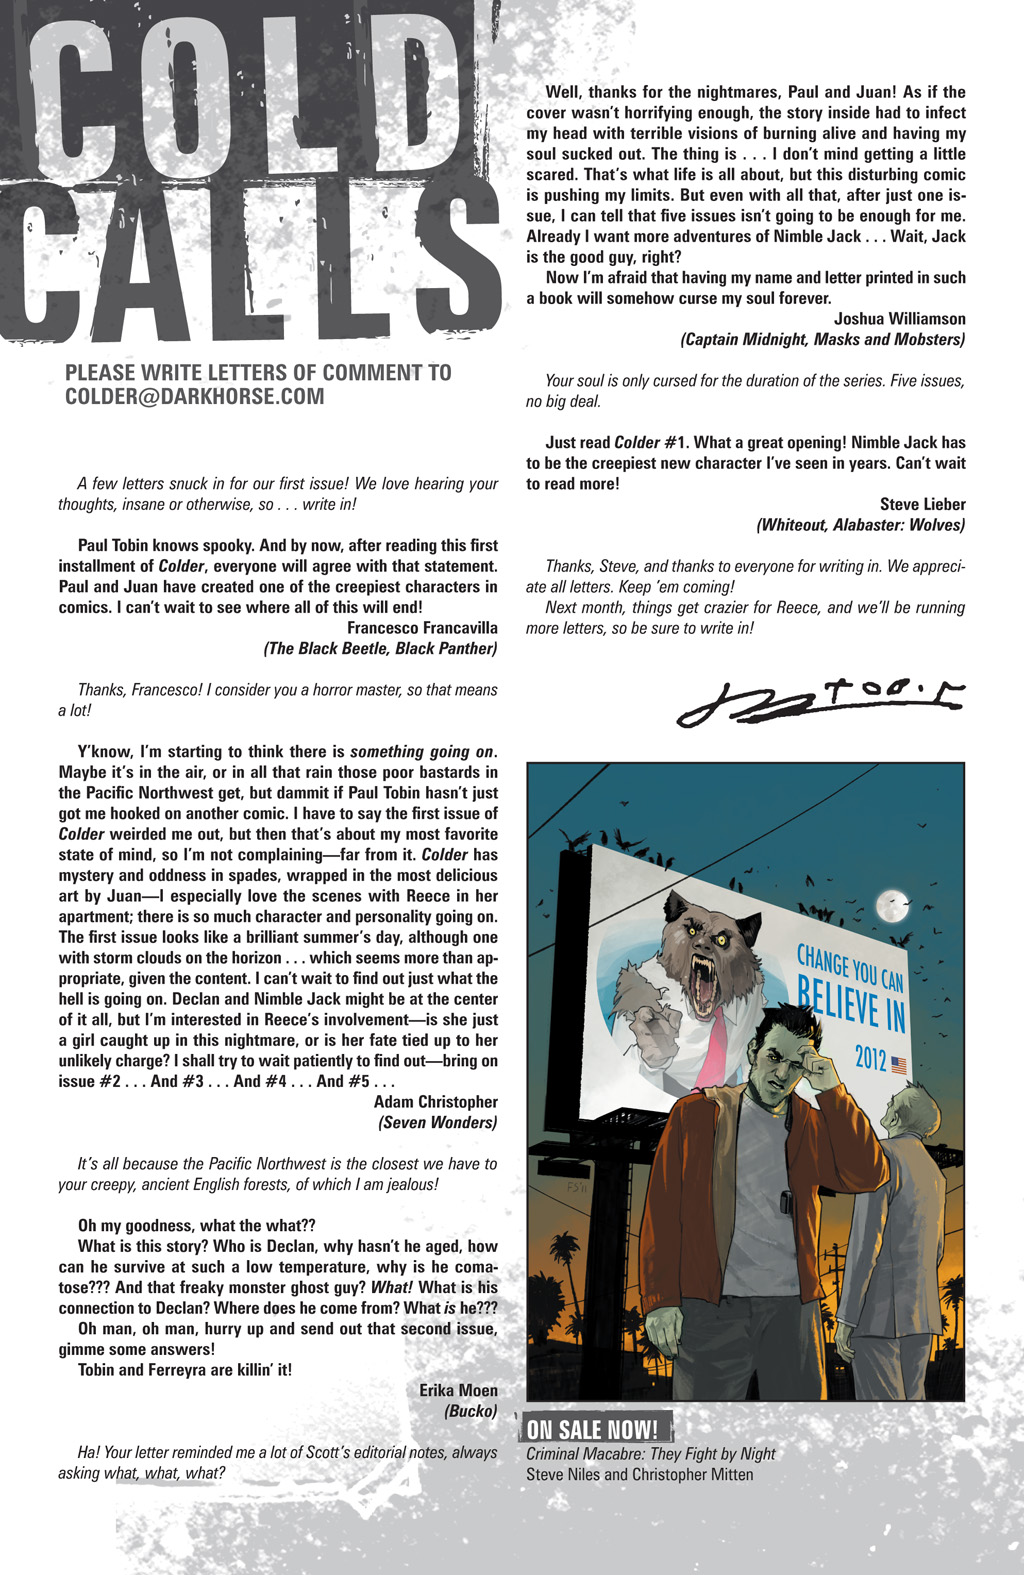 COLD
CALLS
PLEASE WRITE LETTERS OF COMMENT TO
COLDER@DARKHORSE.COM
A few letters snuck in for our first issue! We love hearing your
thoughts, insane or otherwise, so . . . write in!
Paul Tobin knows spooky. And by now, after reading this first
installment of Colder, everyone will agree with that statement.
Paul and Juan have created one of the creepiest characters in
comics. I can't wait to see where all of this will end!
Francesco Francavilla
(The Black Beetle, Black Panther)
Thanks, Francesco! I consider you a horror master, so that means
a lot!
Y'know, I'm starting to think there is something going on.
Maybe it's in the air, or in all that rain those poor bastards in
the Pacific Northwest get, but dammit if Paul Tobin hasn't just
got me hooked on another comic. I have to say the first issue of
Colder weirded me out, but then that's about my most favorite
state of mind, so I'm not complaining—far from it. Colder has
mystery and oddness in spades, wrapped in the most delicious
art by Juan—I especially love the scenes with Reece in her
apartment; there is so much character and personality going on.
The first issue looks like a brilliant summer's day, although one
with storm clouds on the horizon . . . which seems more than ap-
propriate, given the content. I can't wait to find out just what the
hell is going on. Declan and Nimble Jack might be at the center
of it all, but I'm interested in Reece's involvement—is she just
a girl caught up in this nightmare, or is her fate tied up to her
unlikely charge? I shall try to wait patiently to find out—bring on
issue #2 . . . And #3 . . . And #4 . . . And #5 . . .
Adam Christopher
(Seven Wonders)
It's all because the Pacific Northwest is the closest we have to
your creepy, ancient English forests, of which I am jealous!
Oh my goodness, what the what??
What is this story? Who is Declan, why hasn't he aged, how
can he survive at such a low temperature, why is he coma-
tose??? And that freaky monster ghost guy? What! What is his
connection to Declan? Where does he come from? What is he???
Oh man, oh man, hurry up and send out that second issue,
gimme some answers!
Tobin and Ferreyra are killin' it!
Erika Moen
(Bucko)
Ha! Your letter reminded me a lot of Scott's editorial notes, always
asking what, what, what?
Well, thanks for the nightmares, Paul and Juan! As if the
cover wasn't horrifying enough, the story inside had to infect
my head with terrible visions of burning alive and having my
soul sucked out. The thing is . . . I don't mind getting a little
scared. That's what life is all about, but this disturbing comic
is pushing my limits. But even with all that, after just one is-
sue, I can tell that five issues isn't going to be enough for me.
Already I want more adventures of Nimble Jack . . . Wait, Jack
is the good guy, right?
Now I'm afraid that having my name and letter printed in such
a book will somehow curse my soul forever.
Joshua Williamson
(Captain Midnight, Masks and Mobsters)
Your soul is only cursed for the duration of the series. Five issues,
no big deal.
Just read Colder #1. What a great opening! Nimble Jack has
to be the creepiest new character I've seen in years. Can't wait
to read more!
Steve Lieber
(Whiteout, Alabaster: Wolves)
Thanks, Steve, and thanks to everyone for writing in. We appreci-
ate all letters. Keep 'em coming!
Next month, things get crazier for Reece, and we'll be running
more letters, so be sure to write in!
CHANGE YOU CAN
BELIEVE IN
2012
ON SALE NOW!
Criminal Macabre: They Fight by Night
Steve Niles and Christopher Mitten